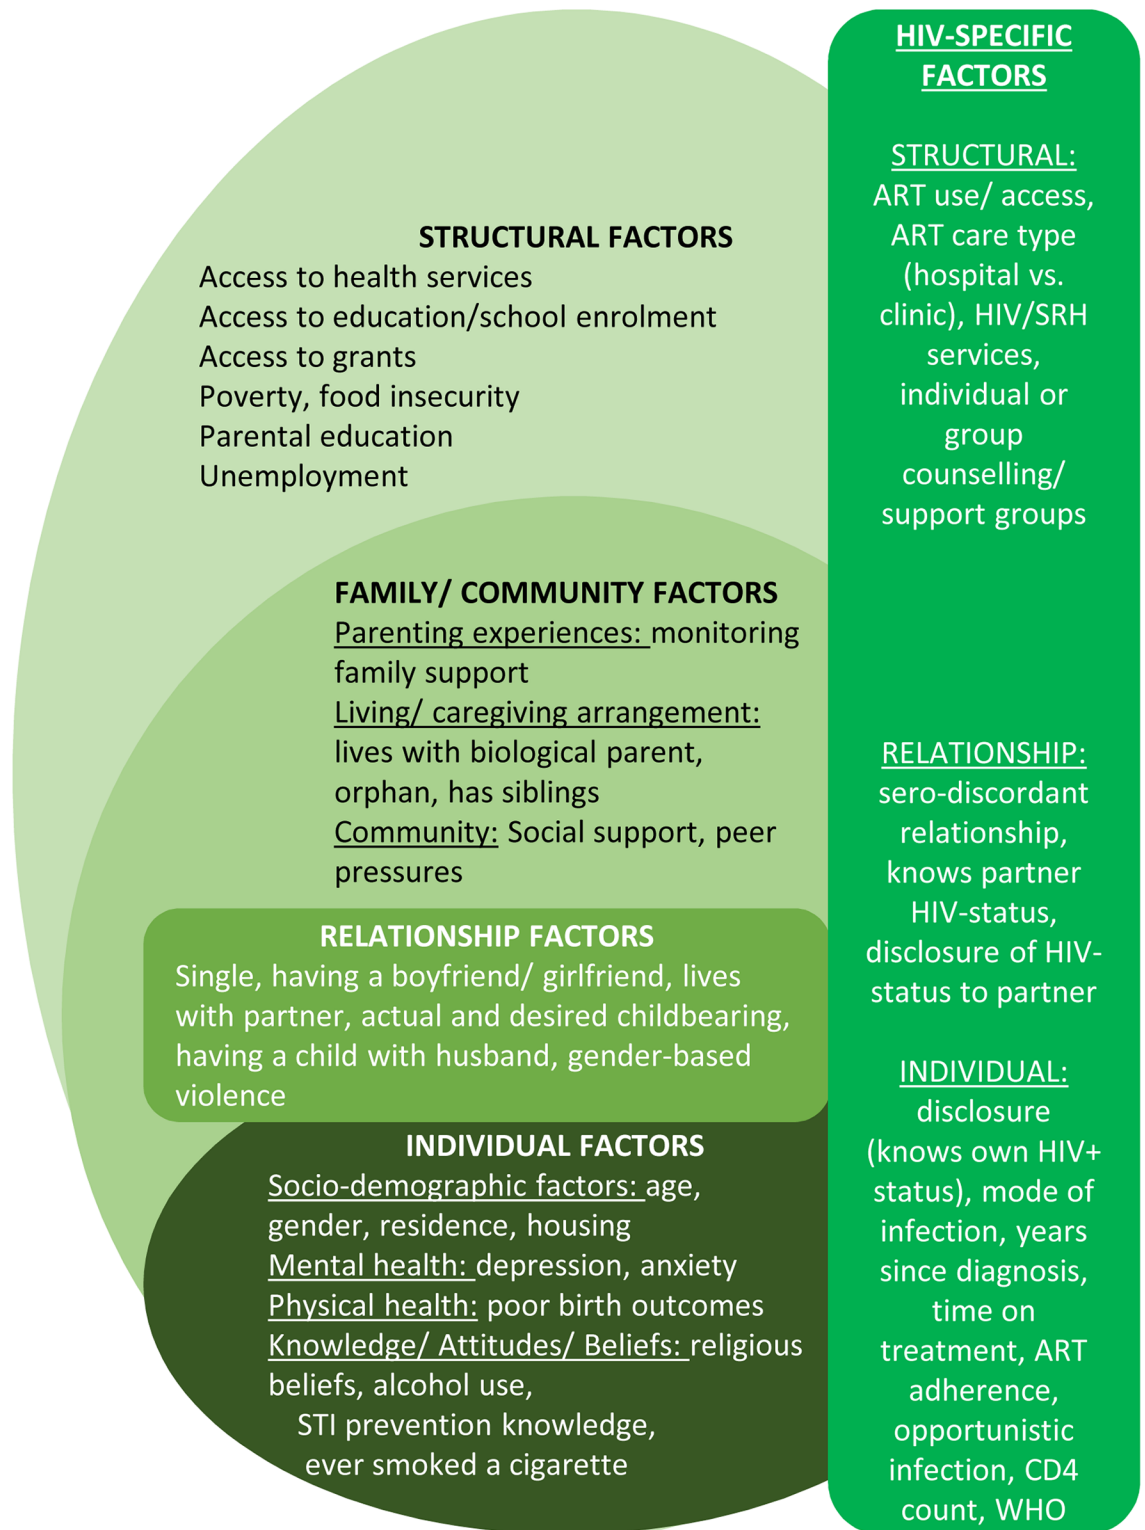 STRUCTURAL FACTORS
Access to health services
Access to education/school enrolment
Access to grants
Poverty, food insecurity
Parental education
Unemployment
FAMILY/ COMMUNITY FACTORS
Parenting experiences: monitoring
family support
Living/ caregiving arrangement:
lives with biological parent,
orphan, has siblings
Community: Social support, peer
pressures
RELATIONSHIP FACTORS
Single, having a boyfriend/ girlfriend, lives
with partner, actual and desired childbearing,
having a child with husband, gender-based
violence
INDIVIDUAL FACTORS
Socio-demographic factors: age,
gender, residence, housing
Mental health: depression, anxiety
Physical health: poor birth outcomes
Knowledge/ Attitudes/ Beliefs: religious
beliefs, alcohol use,
STI prevention knowledge,
ever smoked a cigarette
HIV-SPECIFIC
FACTORS
STRUCTURAL:
ART use/ access,
ART care type
(hospital vs.
clinic), HIV/SRH
services,
individual or
group
counselling/
support groups
RELATIONSHIP:
sero-discordant
relationship,
knows partner
HIV-status,
disclosure of HIV-
status to partner
INDIVIDUAL:
disclosure
(knows own HIV+
status), mode of
infection, years
since diagnosis,
time on
treatment, ART
adherence,
opportunistic
infection, CD4
count, WHO